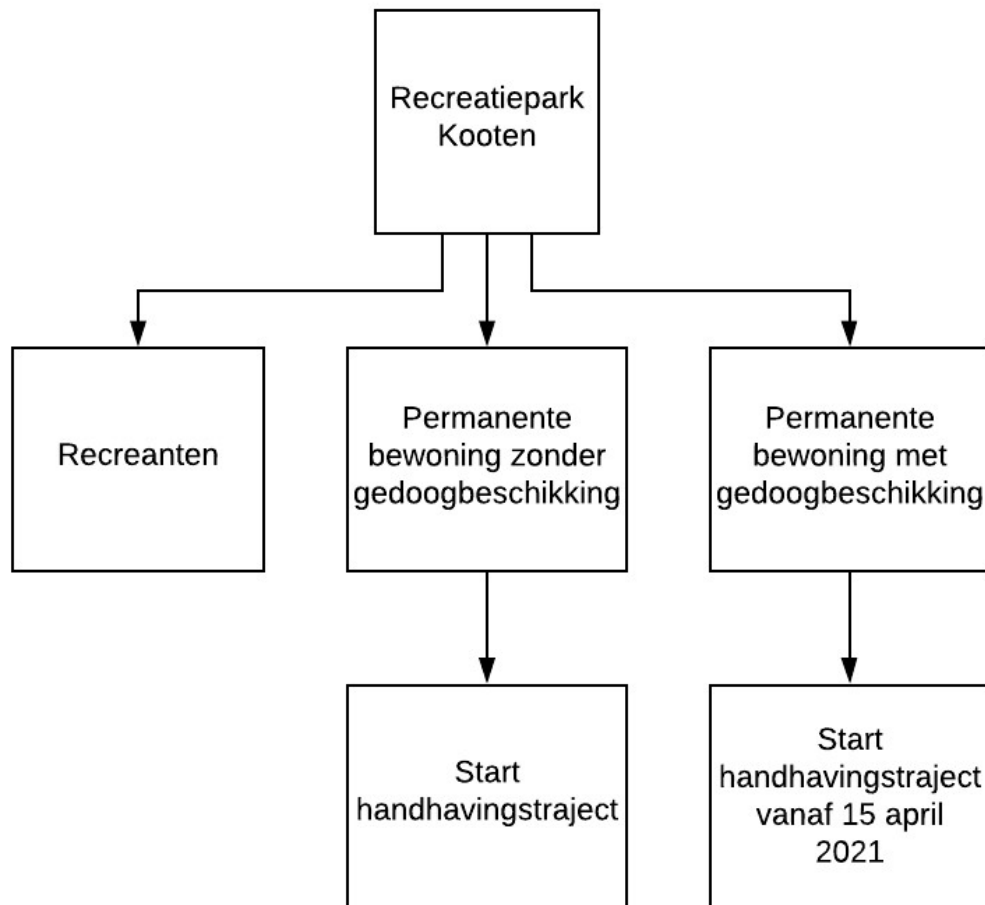 Recreatiepark
Kooten
Recreanten
Permanente
bewoning zonder
gedoogbeschikking
Permanente
bewoning met
gedoogbeschikking
Start
handhavingstraject
Start
handhavingstraject
vanaf 15 april
2021